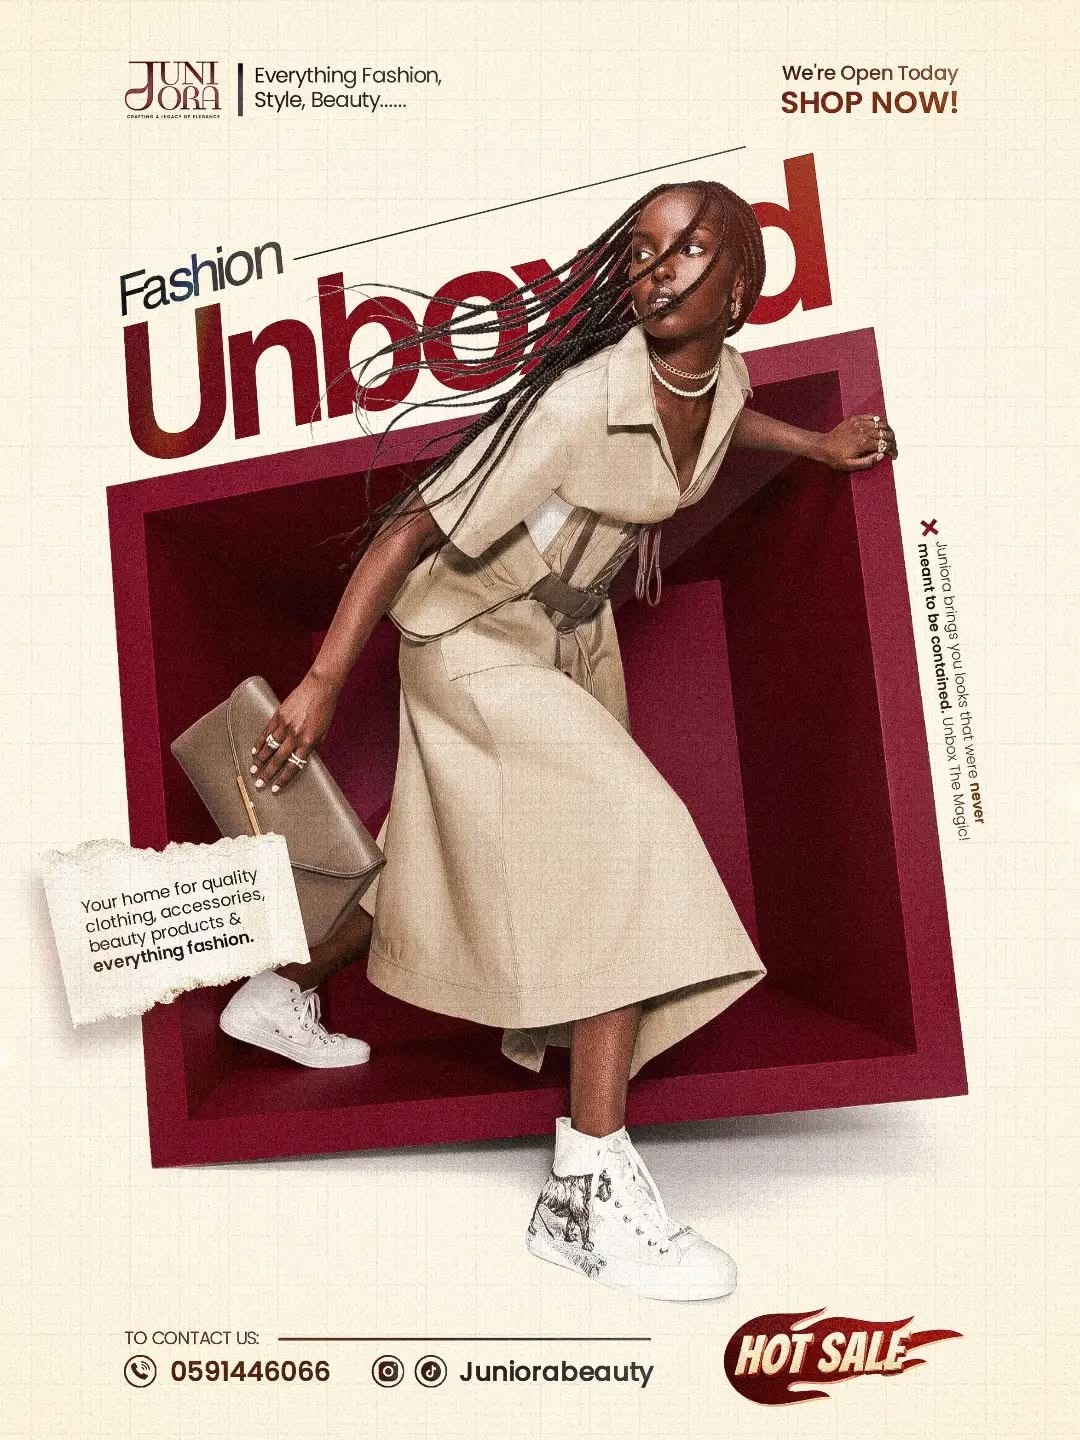 JUNI
ORA
CRAFTING A LEGACY OF ELEGANCE
Everything Fashion,
Style, Beauty......
We're Open Today
SHOP NOW!
Fashion
Unboxed
Juniora brings you looks that were never
meant to be contained. Unbox The Magic!
Your home for quality
clothing, accessories,
beauty products &
everything fashion.
TO CONTACT US:
0591446066
Juniorabeauty
HOT SALE